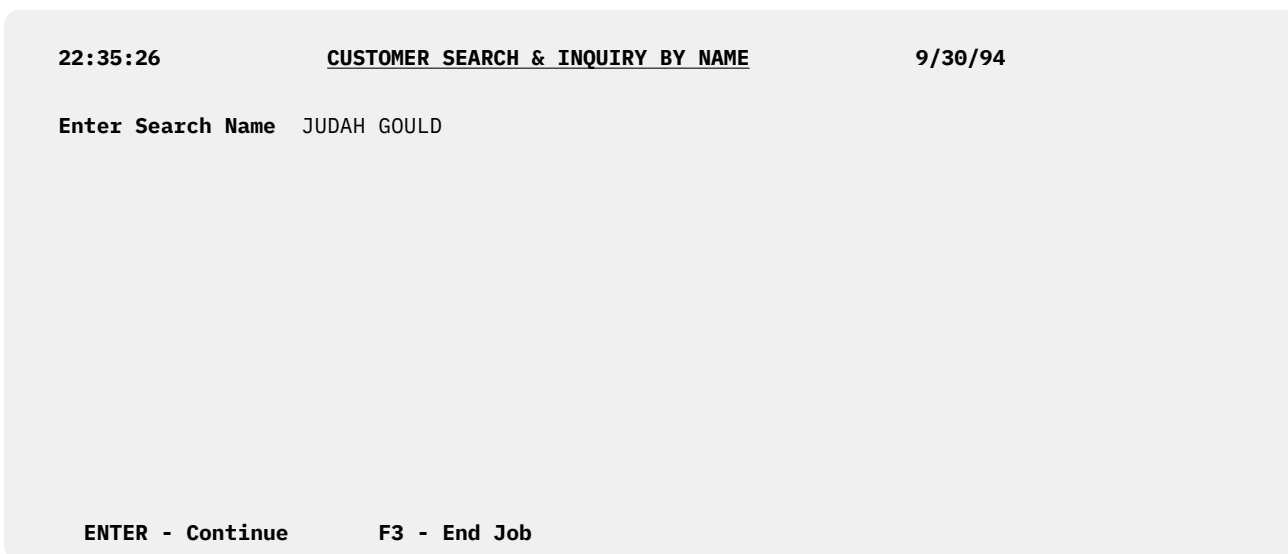 22:35:26 CUSTOMER SEARCH & INQUIRY BY NAME 9/30/94
Enter Search Name JUDAH GOULD
ENTER - Continue F3 - End Job